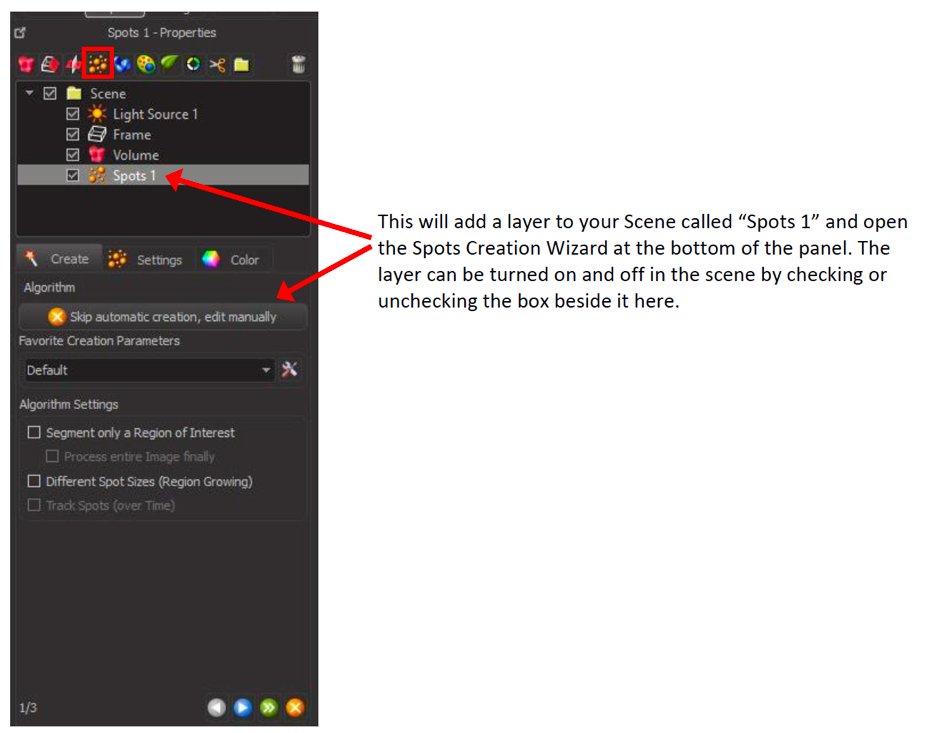 Spots 1 - Properties
Scene
Light Source 1
Frame
Volume
Spots 1
This will add a layer to your Scene called “Spots 1” and open
the Spots Creation Wizard at the bottom of the panel. The
layer can be turned on and off in the scene by checking or
unchecking the box beside it here.
Create Settings Color
Algorithm
Skip automatic creation, edit manually
Favorite Creation Parameters
Default
Algorithm Settings
Segment only a Region of Interest
Process entire Image finally
Different Spot Sizes (Region Growing)
Track Spots (over Time)
1/3